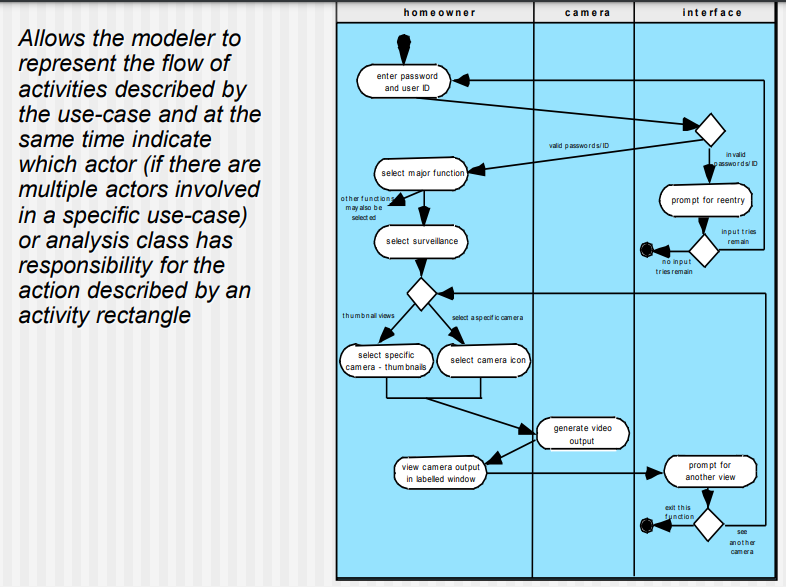 Allows the modeler to
represent the flow of
activities described by
the use-case and at the
same time indicate
which actor (if there are
multiple actors involved
in a specific use-case)
or analysis class has
responsibility for the
action described by an
activity rectangle
homeowner
camera
interface
enter password
and user ID
valid passwords/ID
invalid
passwords/ID
select major function
prompt for reentry
other functions
may also be
selected
input tries
remain
select surveillance
no input
tries remain
thumbnail views
select a specific camera
select specific
camera - thumbnails
select camera icon
generate video
output
view camera output
in labelled window
prompt for
another view
exit this
function
see
another
camera